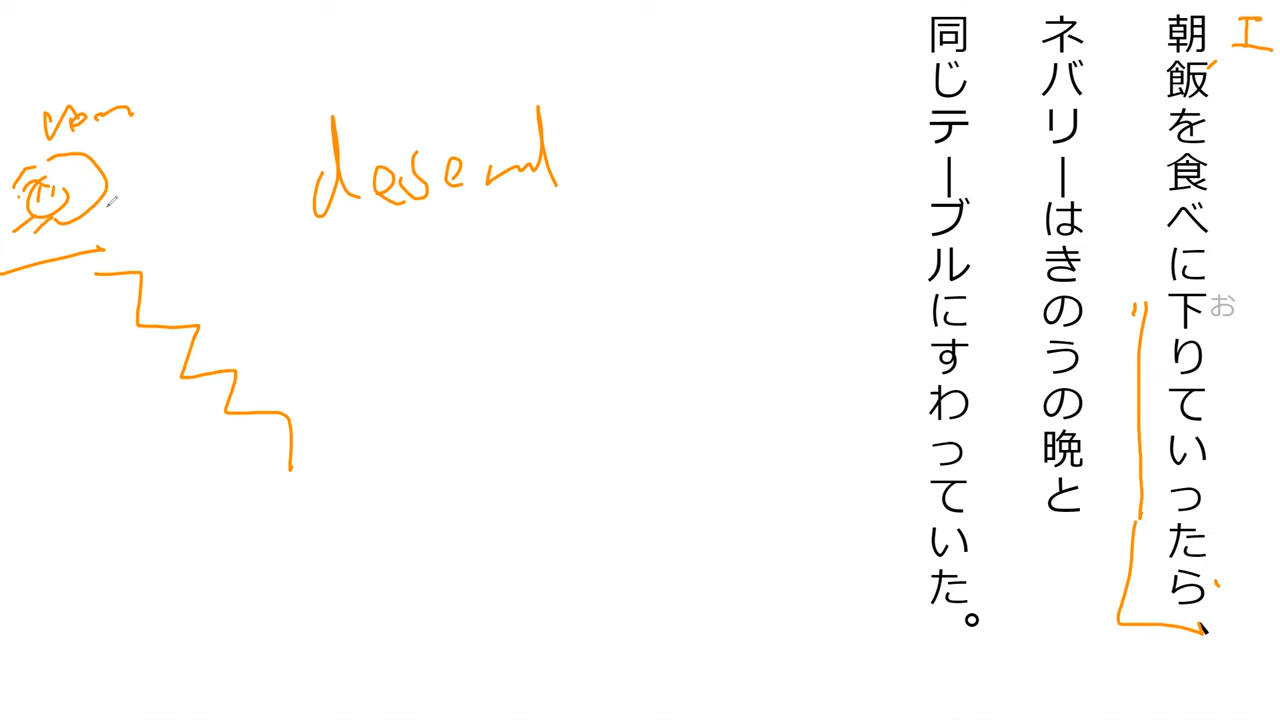 朝飯を食べに下りていったら、
お
ネバリーはきのうの晩と
同じテーブルにすわっていた。
I
desend